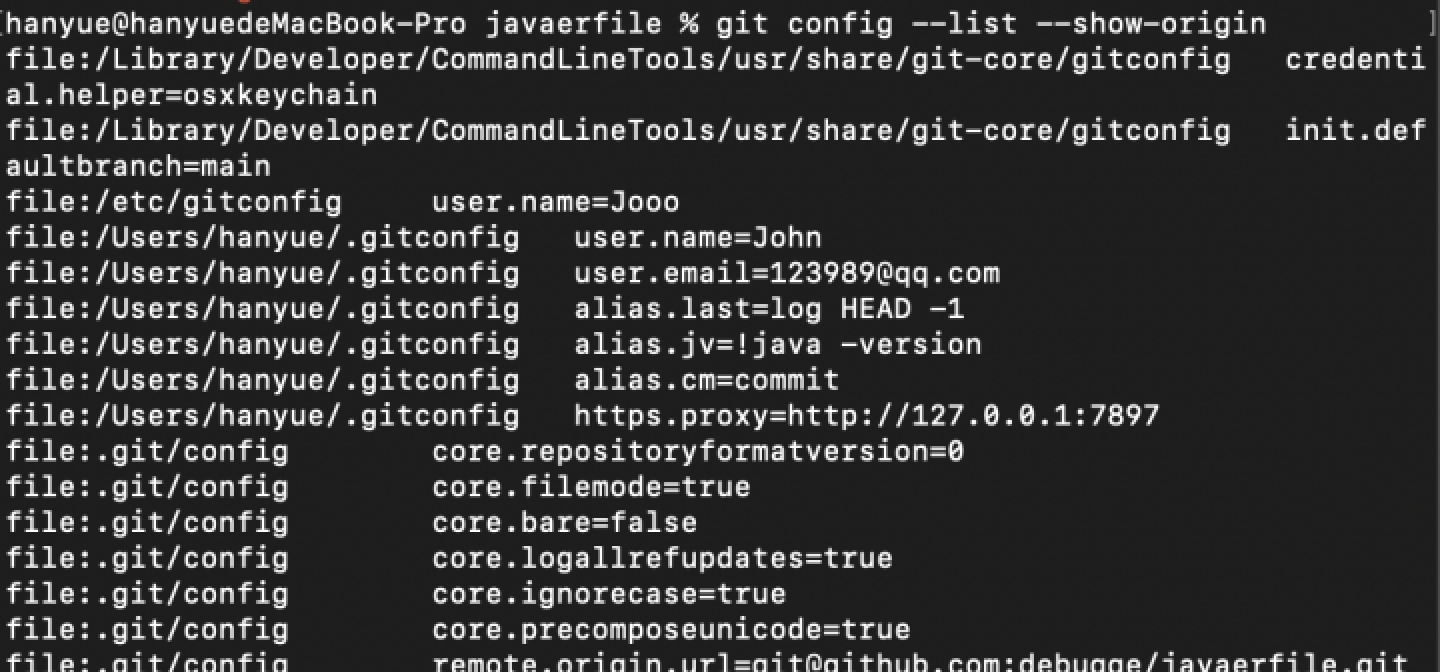 [hanyue@hanyuedeMacBook-Pro javaerfile % git config --list --show-origin ]
file:/Library/Developer/CommandLineTools/usr/share/git-core/gitconfig credenti
al.helper=osxkeychain
file:/Library/Developer/CommandLineTools/usr/share/git-core/gitconfig init.def
aultbranch=main
file:/etc/gitconfig user.name=Jooo
file:/Users/hanyue/.gitconfig user.name=John
file:/Users/hanyue/.gitconfig user.email=123989@qq.com
file:/Users/hanyue/.gitconfig alias.last=log HEAD -1
file:/Users/hanyue/.gitconfig alias.jv=!java -version
file:/Users/hanyue/.gitconfig alias.cm=commit
file:/Users/hanyue/.gitconfig https.proxy=http://127.0.0.1:7897
file:.git/config core.repositoryformatversion=0
file:.git/config core.filemode=true
file:.git/config core.bare=false
file:.git/config core.logallrefupdates=true
file:.git/config core.ignorecase=true
file:.git/config core.precomposeunicode=true
file:.git/config remote.origin.url=git@github.com:debugge/javaerfile.git